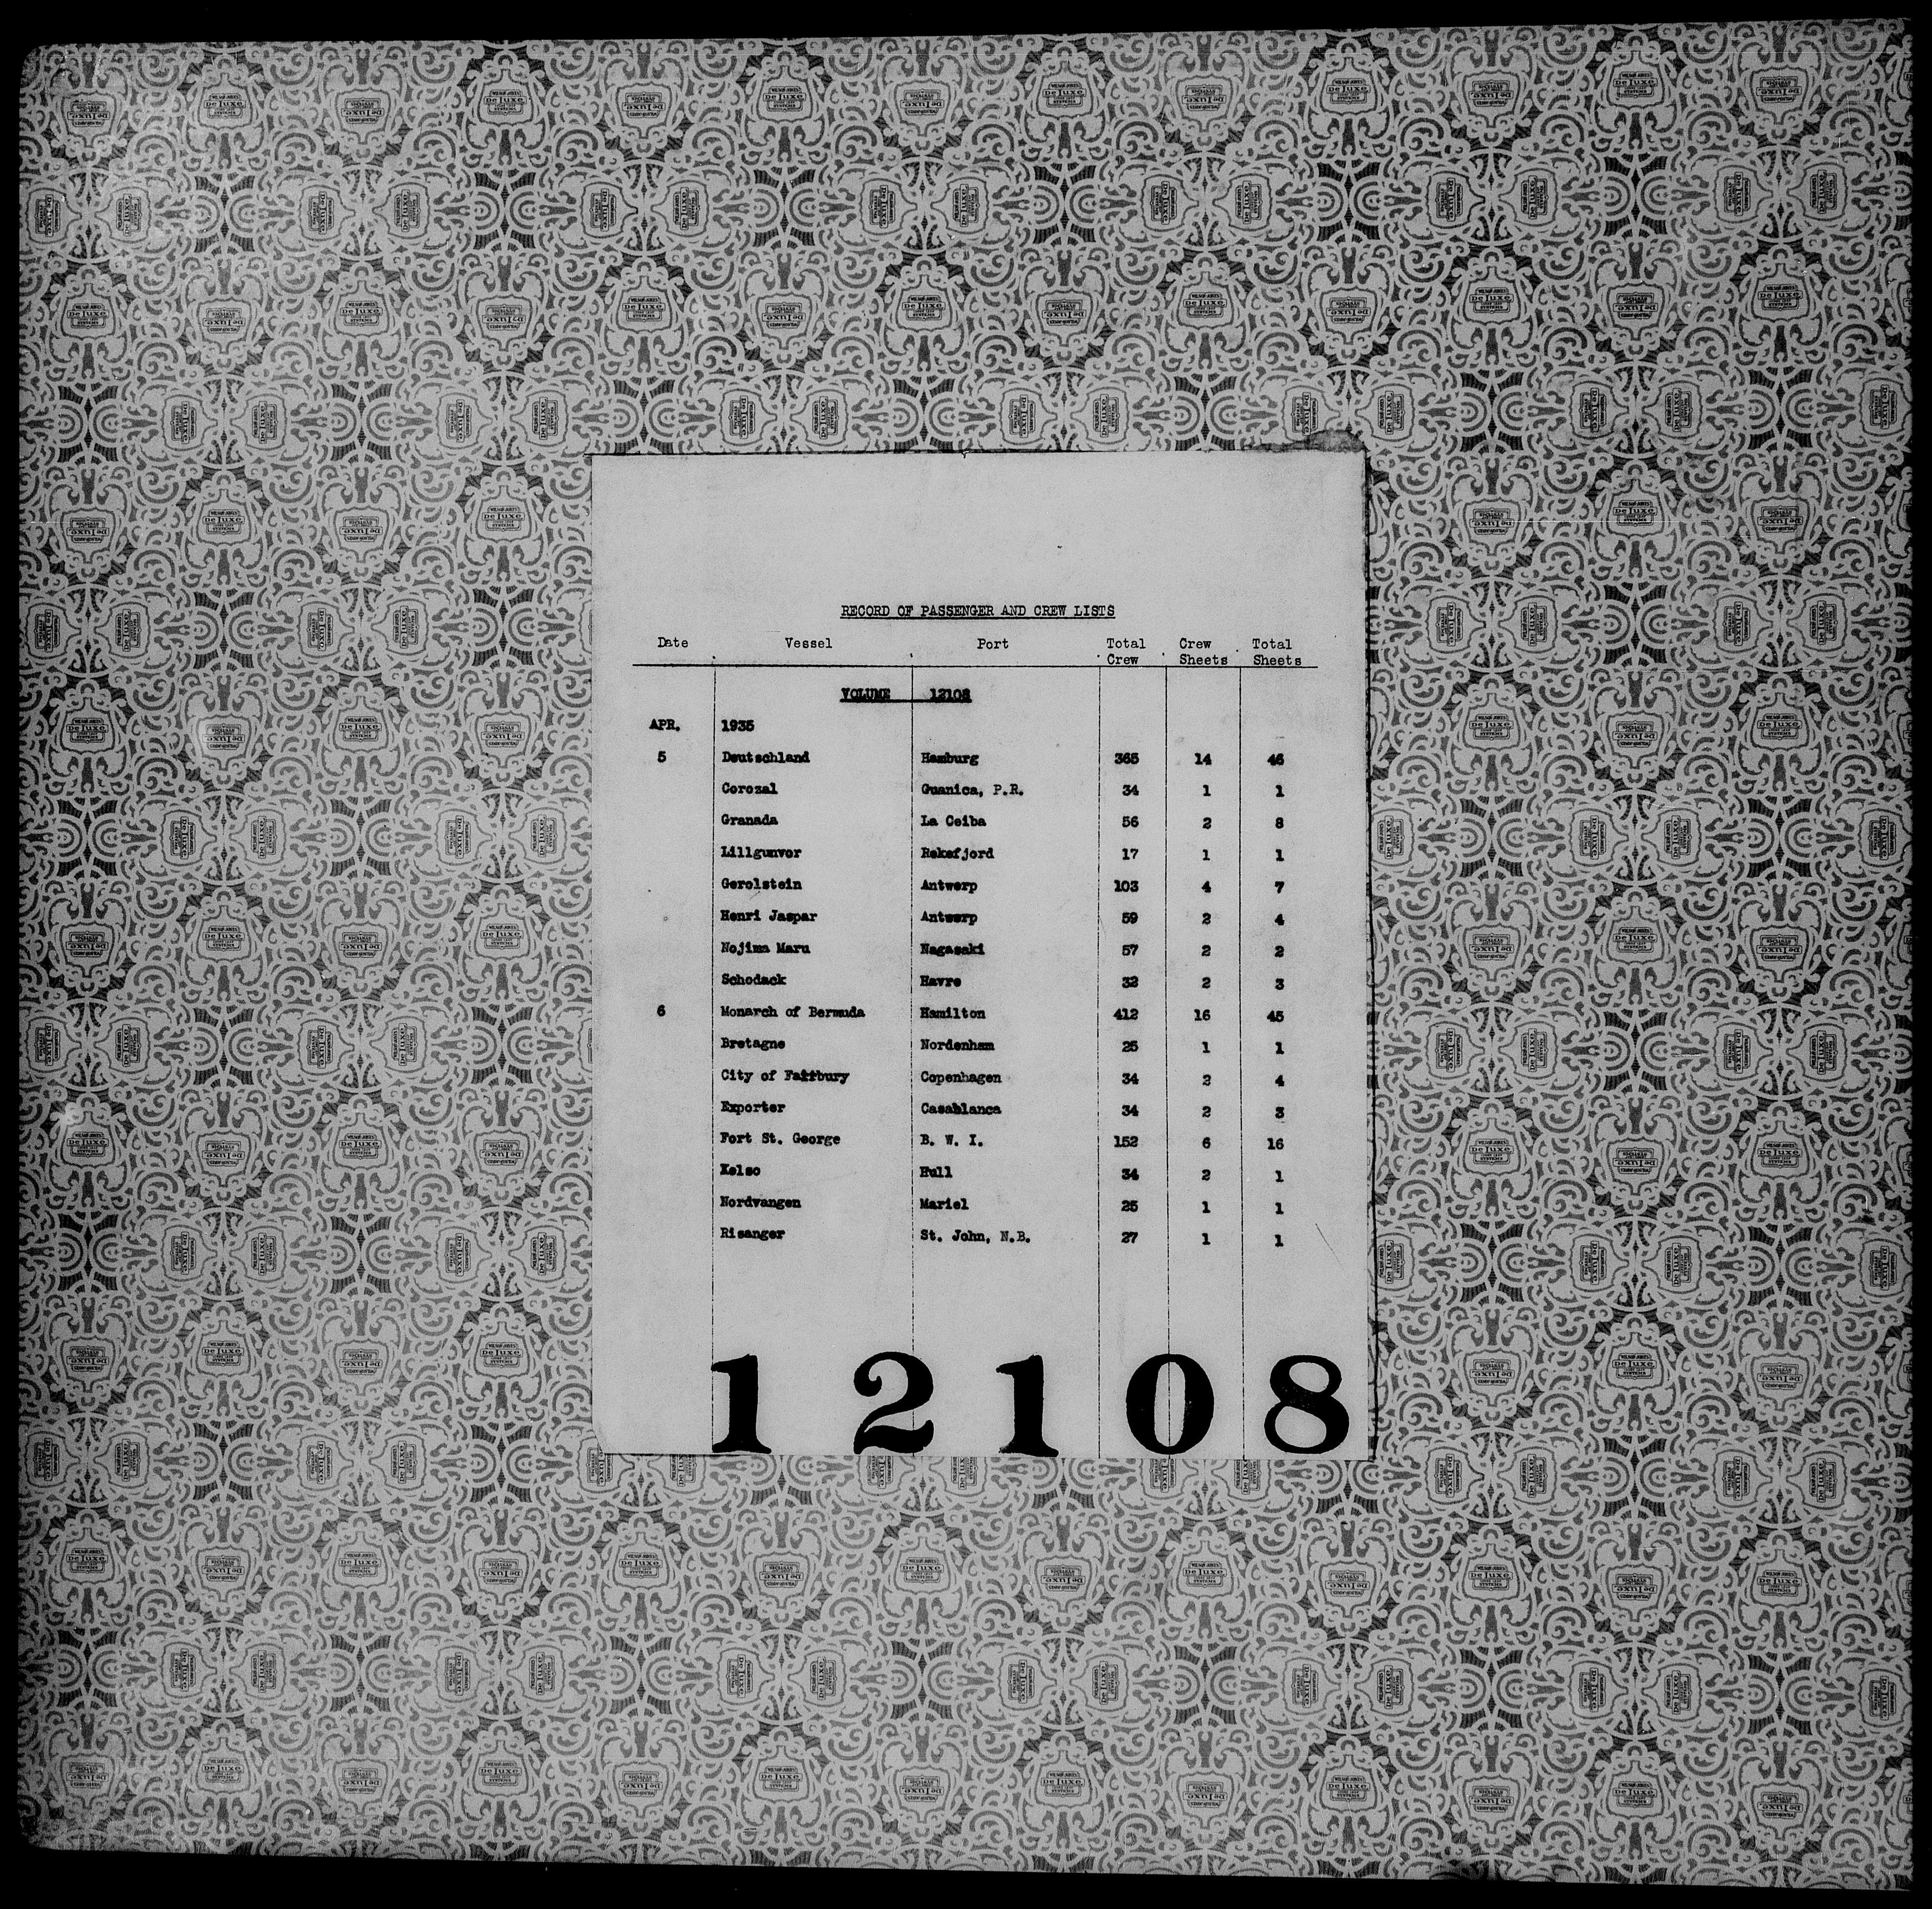 RECORD OF PASSENGER AND CREW LISTS
Date Vessel Port Total Crew Crew Sheets Total Sheets
VOLUME 12108
APR. 1935
5 Deutschland Hamburg 365 14 46
Corozal Guanica, P.R. 34 1 1
Granada La Ceiba 56 2 8
Lillgunvor Rekefjord 17 1 1
Gerolstein Antwerp 103 4 7
Henri Jaspar Antwerp 59 2 4
Nojima Maru Nagasaki 57 2 2
Schodack Havre 32 2 3
6 Monarch of Bermuda Hamilton 412 16 45
Bretagne Nordenham 25 1 1
City of Fairbury Copenhagen 34 2 4
Exporter Casablanca 34 2 3
Fort St. George B. W. I. 152 6 16
Kelso Hull 34 2 1
Nordvangen Mariel 25 1 1
Risanger St. John, N.B. 27 1 1
12108